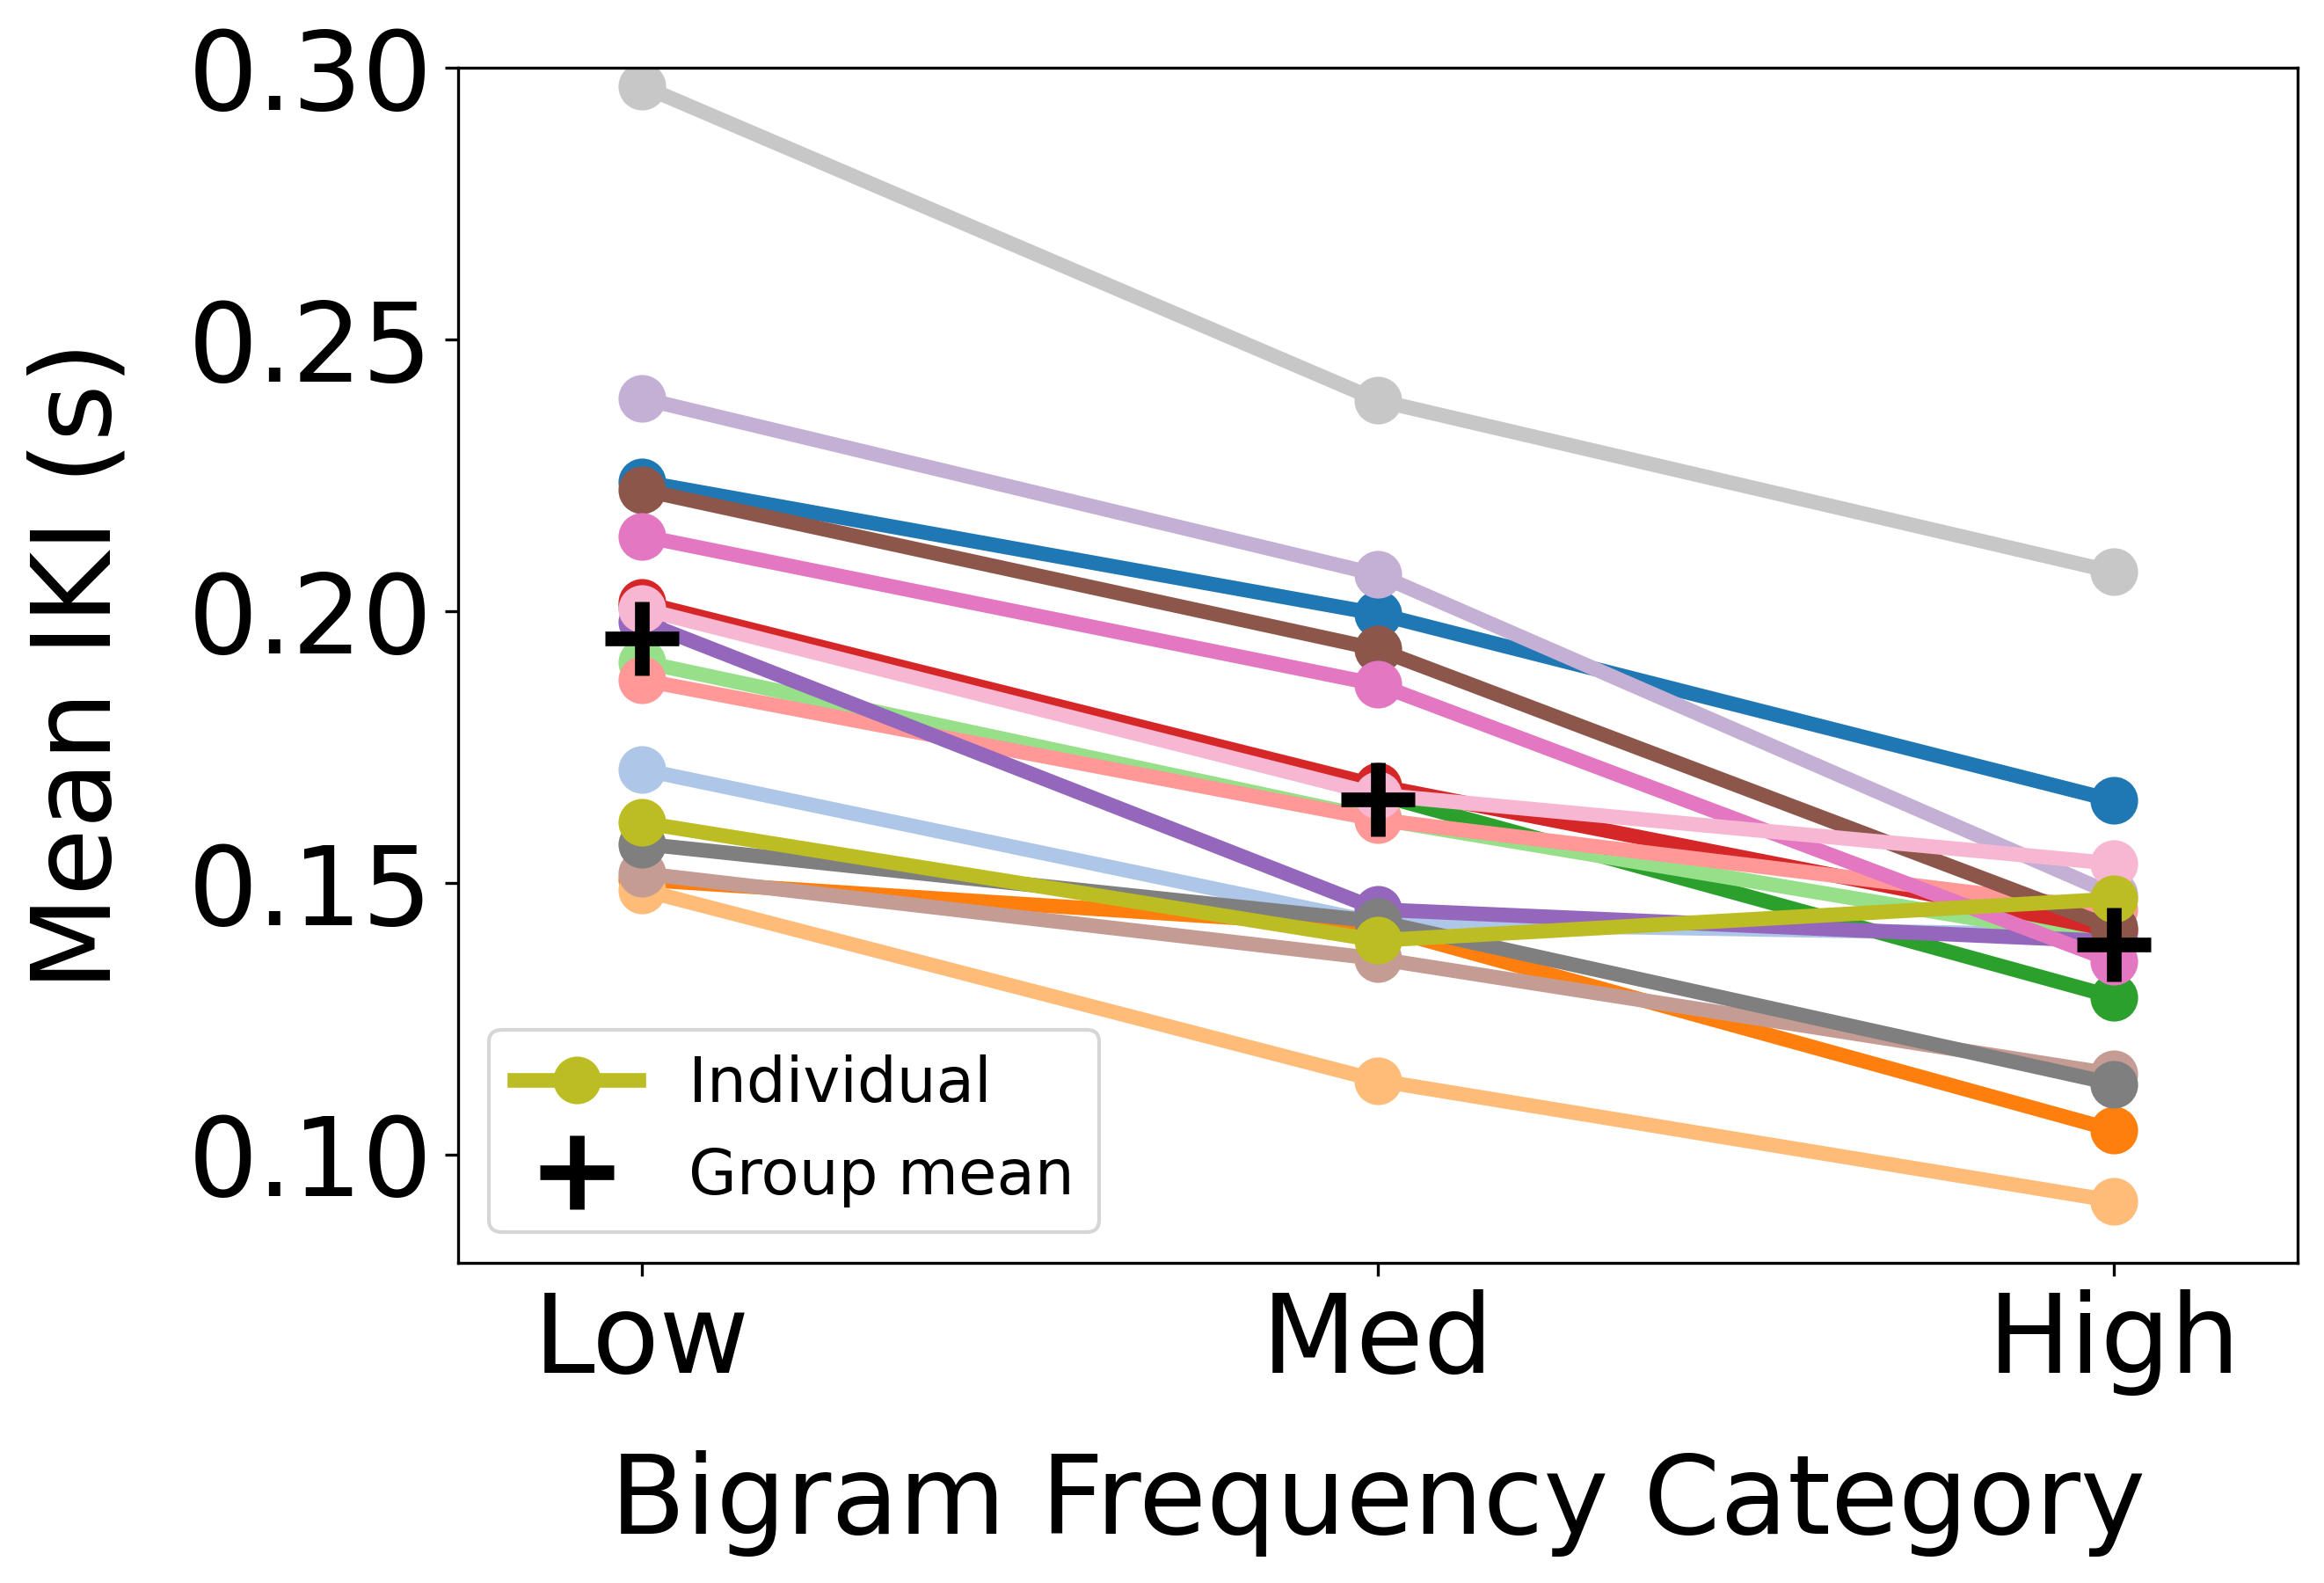 0.30
0.25
0.20
0.15
0.10
Mean IKI (s)
Individual
Group mean
Low Med High
Bigram Frequency Category